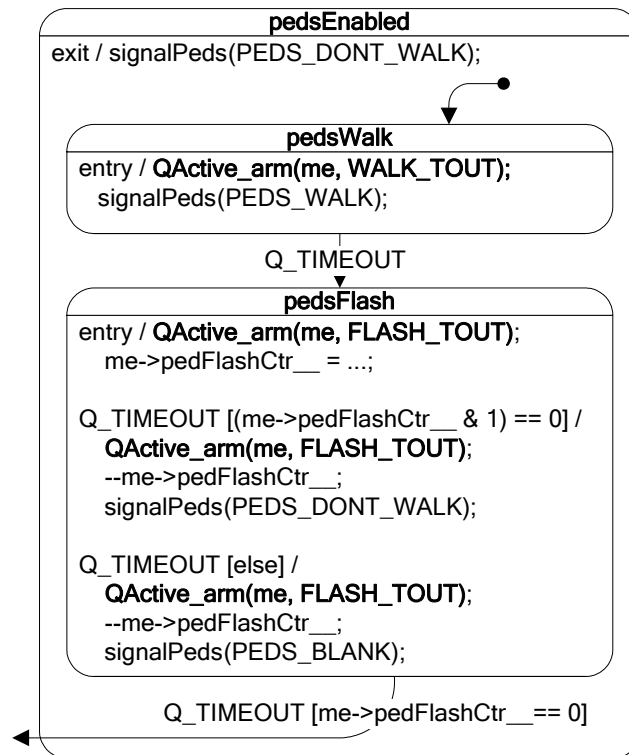 pedsEnabled
exit / signalPeds(PEDS_DONT_WALK);
pedsWalk
entry / QActive_arm(me, WALK_TOUT);
signalPeds(PEDS_WALK);
Q_TIMEOUT
pedsFlash
entry / QActive_arm(me, FLASH_TOUT);
me->pedFlashCtr__ = ...;
Q_TIMEOUT [(me->pedFlashCtr__ & 1) == 0] /
QActive_arm(me, FLASH_TOUT);
--me->pedFlashCtr__;
signalPeds(PEDS_DONT_WALK);
Q_TIMEOUT [else] /
QActive_arm(me, FLASH_TOUT);
--me->pedFlashCtr__;
signalPeds(PEDS_BLANK);
Q_TIMEOUT [me->pedFlashCtr__== 0]